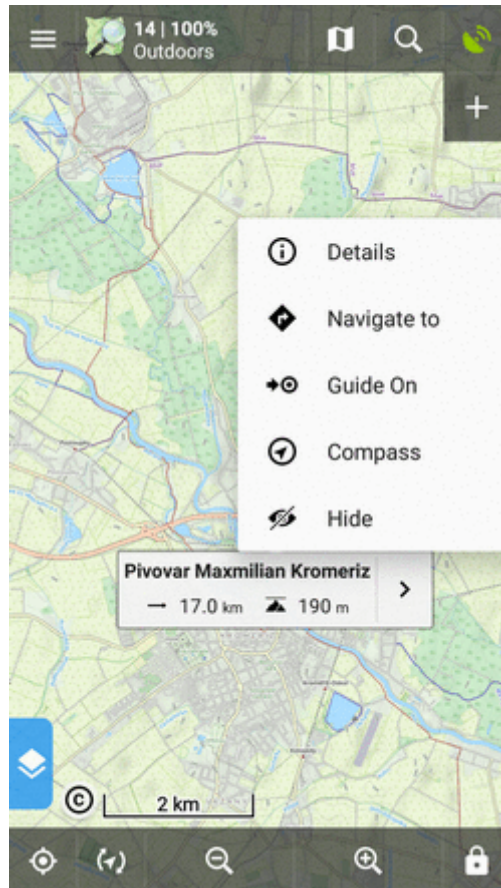 14 | 100%
Outdoors
Details
Navigate to
Guide On
Compass
Hide
Pivovar Maxmilian Kromeriz
17.0 km 190 m
© 2 km